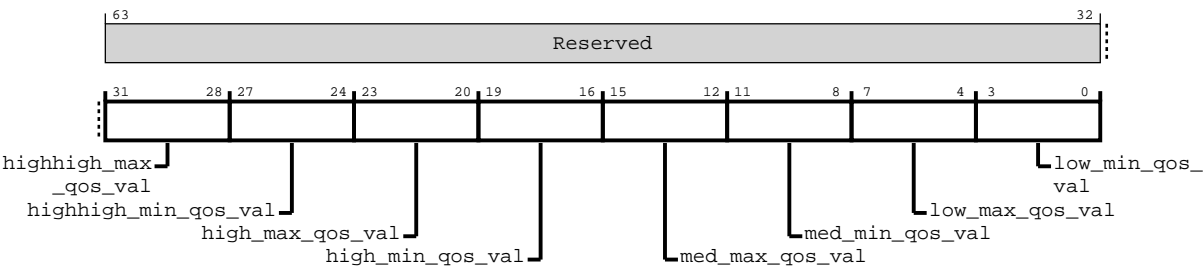 63 32
Reserved
31 28 27 24 23 20 19 16 15 12 11 8 7 4 3 0
highhigh_max
_qos_val
highhigh_min_qos_val
high_max_qos_val
high_min_qos_val
low_min_qos_
val
low_max_qos_val
med_min_qos_val
med_max_qos_val